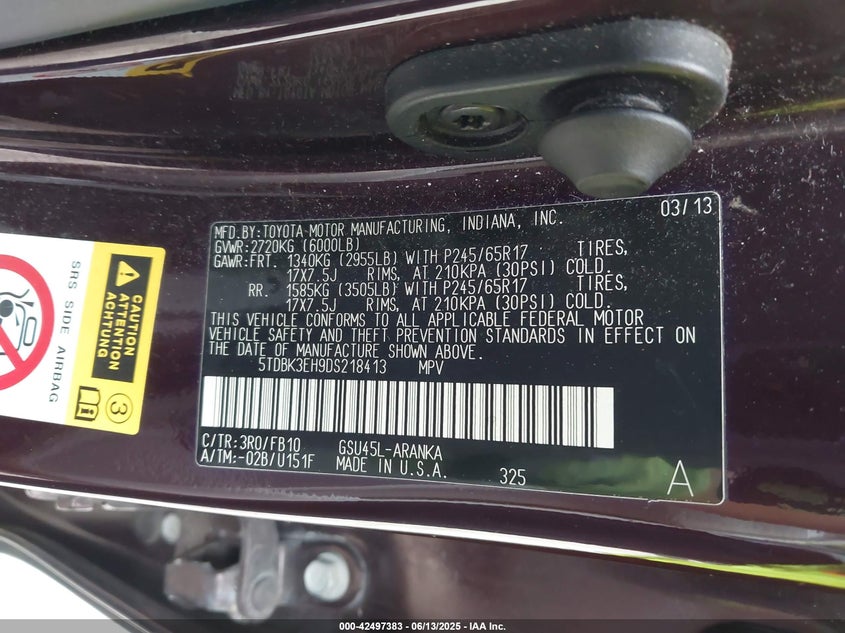 03/13
MFD.BY:TOYOTA MOTOR MANUFACTURING, INDIANA, INC.
GVWR:2720KG (6000LB)
GAWR:FRT. 1340KG (2955LB) WITH P245/65R17 TIRES,
17X7.5J RIMS, AT 210KPA (30PSI) COLD.
RR. 1585KG (3505LB) WITH P245/65R17 TIRES,
17X7.5J RIMS, AT 210KPA (30PSI) COLD.
THIS VEHICLE CONFORMS TO ALL APPLICABLE FEDERAL MOTOR
VEHICLE SAFETY AND THEFT PREVENTION STANDARDS IN EFFECT ON
THE DATE OF MANUFACTURE SHOWN ABOVE.
5TDBK3EH9DS218413 MPV
C/TR:3R0/FB10 GSU45L-ARANKA
A/TM:-02B/U151F MADE IN U.S.A. 325 A
CAUTION
ATTENTION
ACHTUNG
SRS SIDE AIRBAG
3
000-42497383 - 06/13/2025 - IAA Inc.